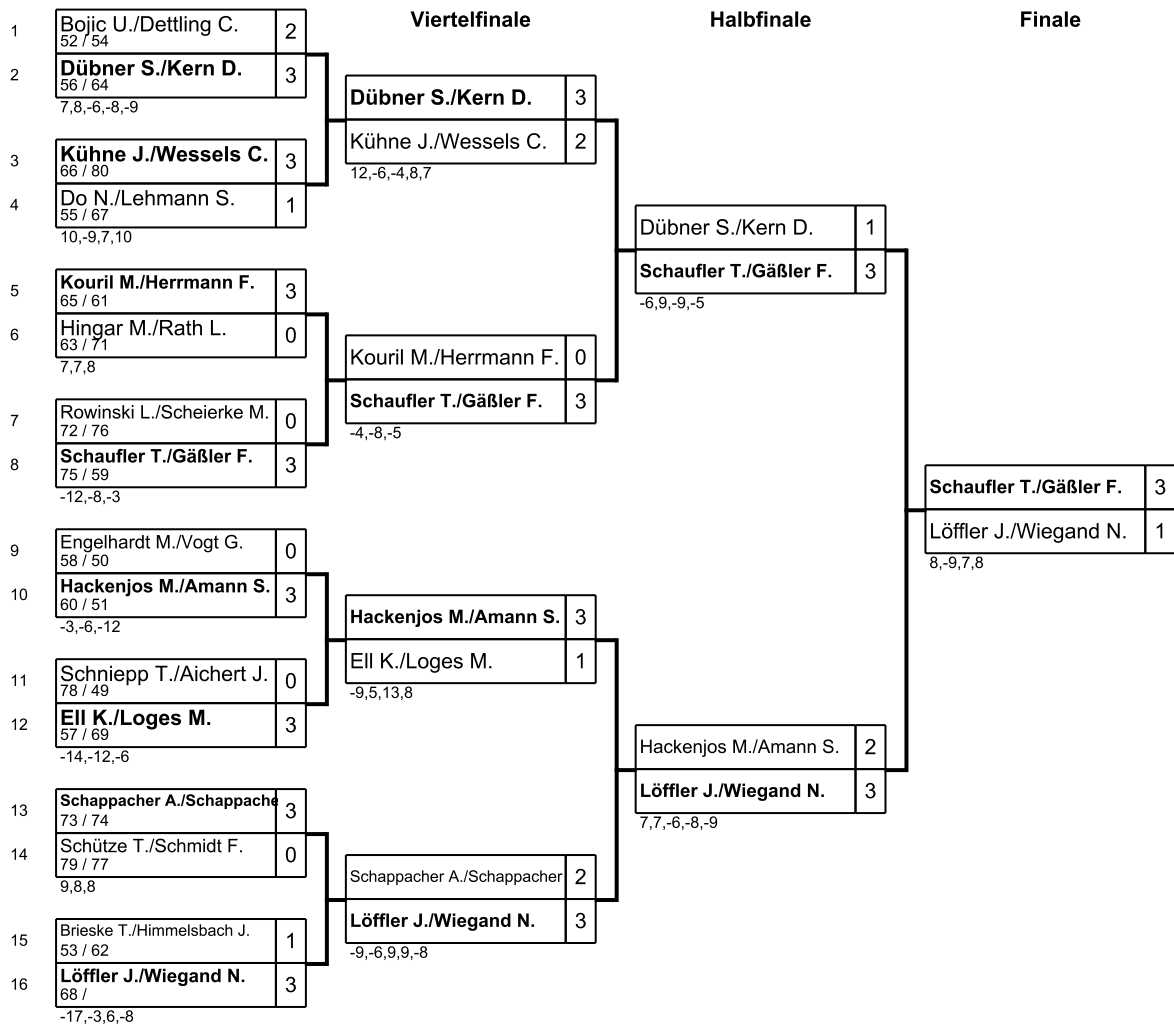 Viertelfinale
Halbfinale
Finale
1 Bojic U./Dettling C. 2
52 / 54
2 Dübner S./Kern D. 3
56 / 64
7,8,-6,-8,-9
3 Kühne J./Wessels C. 3
66 / 80
4 Do N./Lehmann S. 1
55 / 67
10,-9,7,10
5 Kouril M./Herrmann F. 3
65 / 61
6 Hingar M./Rath L. 0
63 / 71
7,7,8
7 Rowinski L./Scheierke M. 0
72 / 76
8 Schaufler T./Gäßler F. 3
75 / 59
-12,-8,-3
9 Engelhardt M./Vogt G. 0
58 / 50
10 Hackenjos M./Amann S. 3
60 / 51
-3,-6,-12
11 Schniepp T./Aichert J. 0
78 / 49
12 Ell K./Loges M. 3
57 / 69
-14,-12,-6
13 Schappacher A./Schappache 3
73 / 74
14 Schütze T./Schmidt F. 0
79 / 77
9,8,8
15 Brieske T./Himmelsbach J. 1
53 / 62
16 Löffler J./Wiegand N. 3
68 /
-17,-3,6,-8
Dübner S./Kern D. 3
Kühne J./Wessels C. 2
12,-6,-4,8,7
Kouril M./Herrmann F. 0
Schaufler T./Gäßler F. 3
-4,-8,-5
Hackenjos M./Amann S. 3
Ell K./Loges M. 1
-9,5,13,8
Schappacher A./Schappacher 2
Löffler J./Wiegand N. 3
-9,-6,9,9,-8
Dübner S./Kern D. 1
Schaufler T./Gäßler F. 3
-6,9,-9,-5
Hackenjos M./Amann S. 2
Löffler J./Wiegand N. 3
7,7,-6,-8,-9
Schaufler T./Gäßler F. 3
Löffler J./Wiegand N. 1
8,-9,7,8